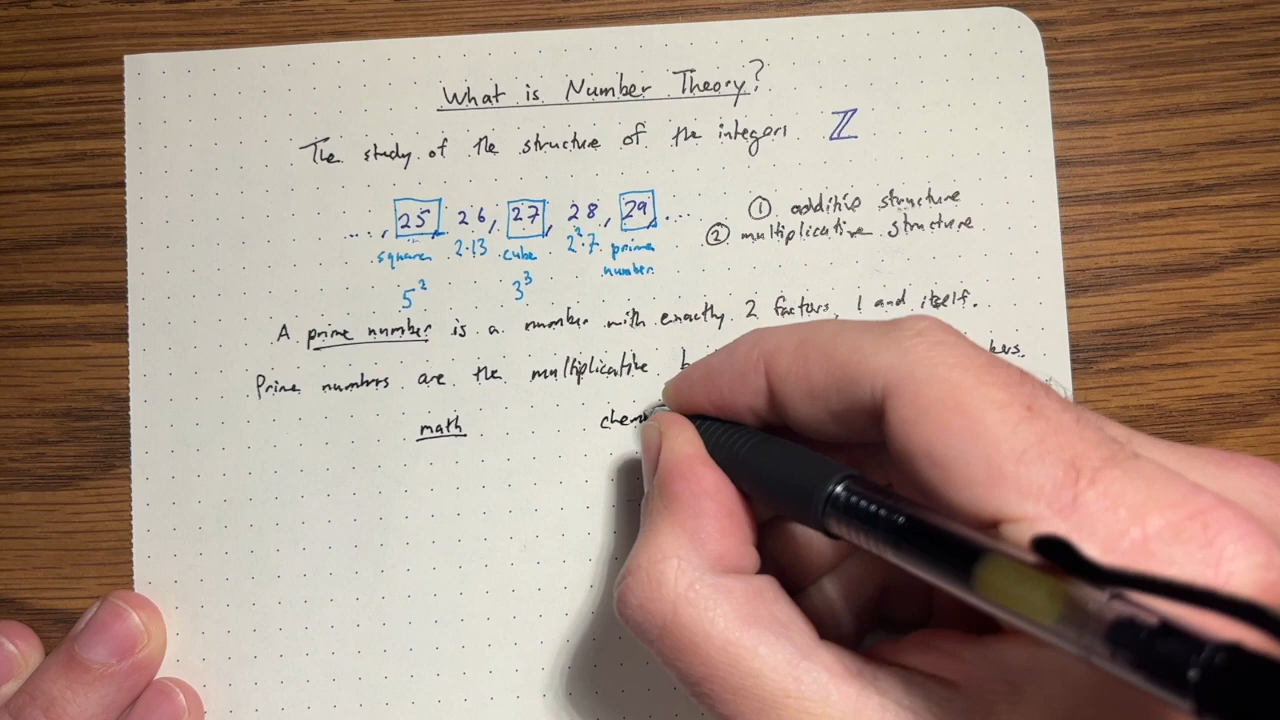 What is Number Theory?
The study of the structure of the integers ℤ
..., 25, 26, 27, 28, 29, ...
① additive structure
② multiplicative structure
square 2·13 cube 2²·7 prime number
5² 3³
A prime number is a number with exactly 2 factors, 1 and itself.
Prime numbers are the multiplicative
math